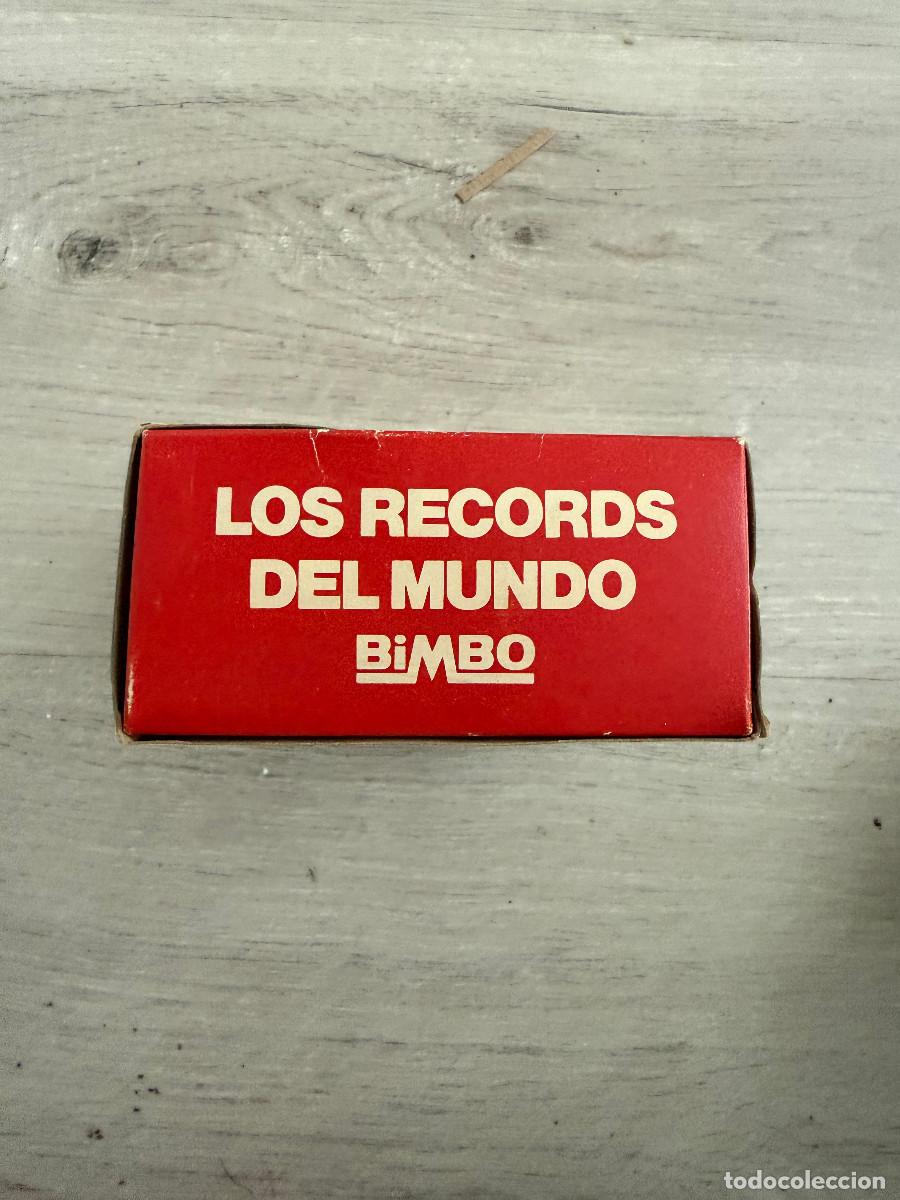 LOS RECORDS
DEL MUNDO
BiMBO
todocoleccion